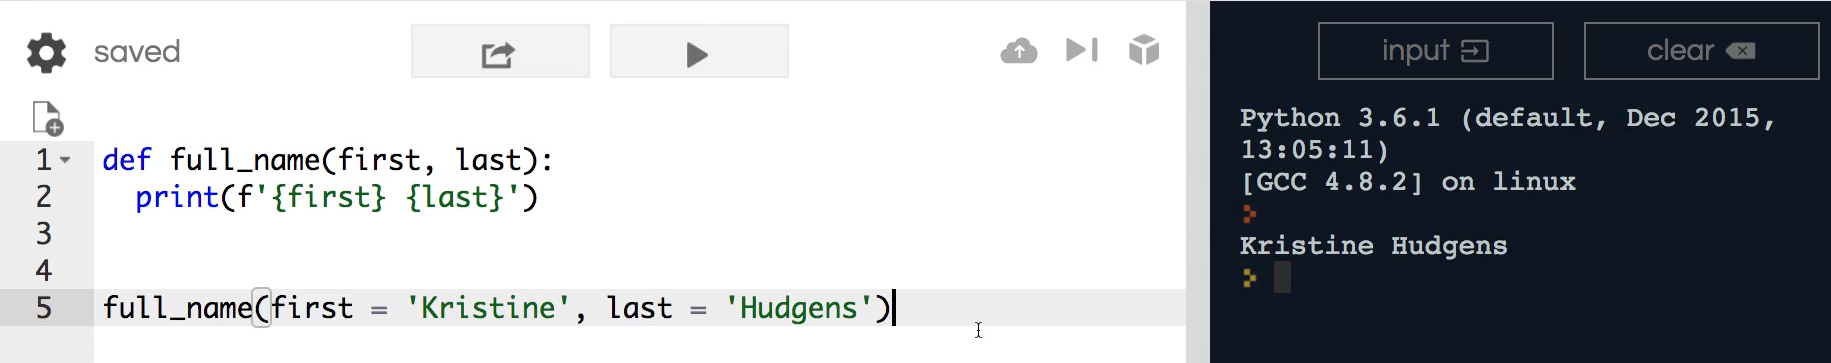 saved
input
clear
1 def full_name(first, last):
2   print(f'{first} {last}')
3
4
5 full_name(first = 'Kristine', last = 'Hudgens')
Python 3.6.1 (default, Dec 2015,
13:05:11)
[GCC 4.8.2] on linux
>
Kristine Hudgens
>